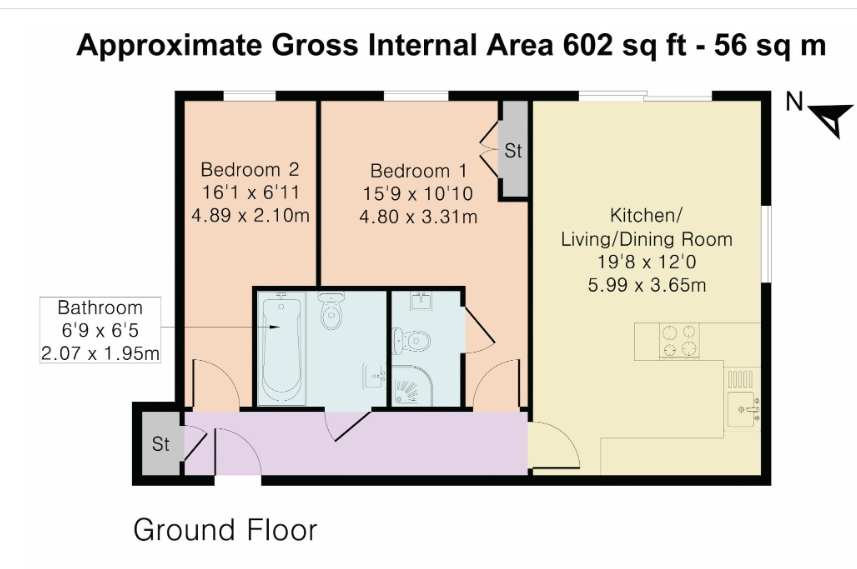 Approximate Gross Internal Area 602 sq ft - 56 sq m
N
Bedroom 2
16'1 x 6'11
4.89 x 2.10m
Bedroom 1
15'9 x 10'10
4.80 x 3.31m
St
Kitchen/
Living/Dining Room
19'8 x 12'0
5.99 x 3.65m
Bathroom
6'9 x 6'5
2.07 x 1.95m
St
Ground Floor